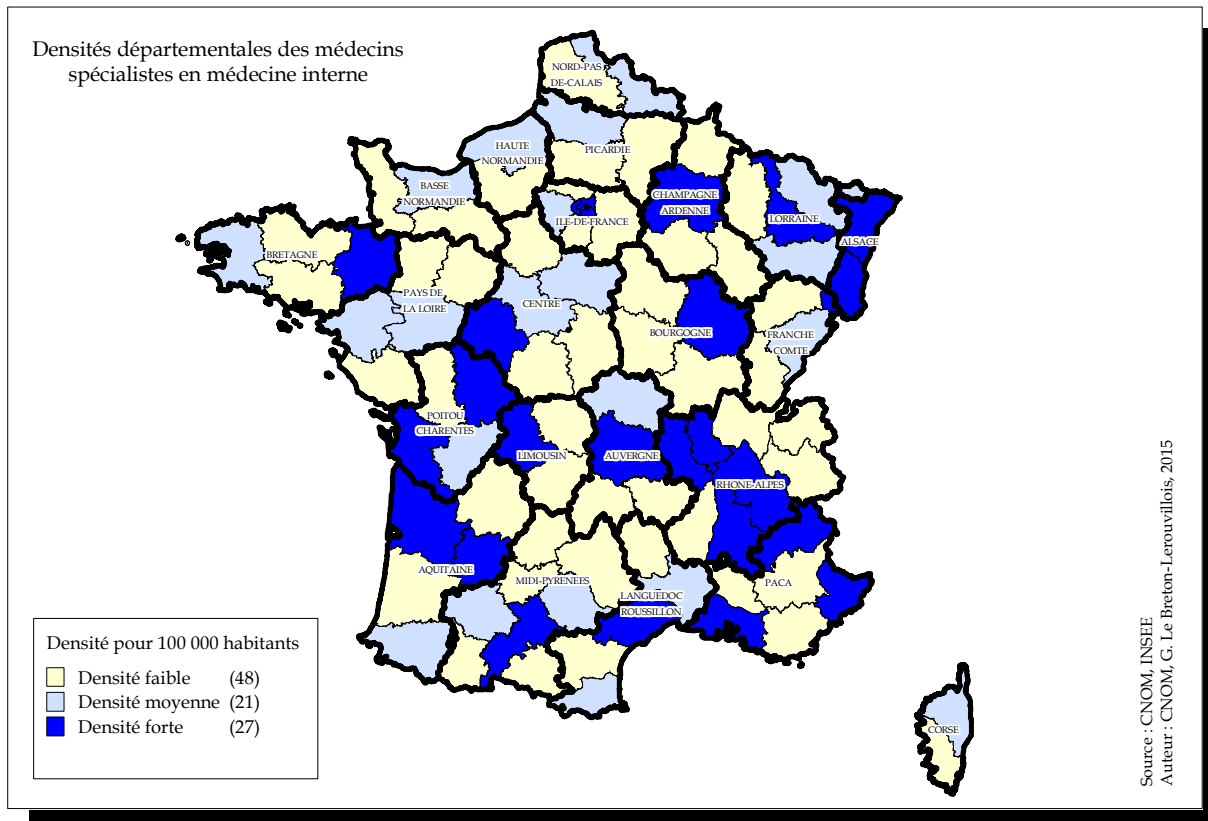 Densités départementales des médecins
spécialistes en médecine interne
NORD-PAS
DE-CALAIS
HAUTE
NORMANDIE
PICARDIE
BASSE
NORMANDIE
CHAMPAGNE
ARDENNE
ILE-DE-FRANCE
LORRAINE
ALSACE
BRETAGNE
PAYS DE
LA LOIRE
CENTRE
BOURGOGNE
FRANCHE
COMTE
POITOU
CHARENTES
LIMOUSIN
AUVERGNE
RHONE-ALPES
AQUITAINE
MIDI-PYRENEES
LANGUEDOC
ROUSSILLON
PACA
CORSE
Densité pour 100 000 habitants
Densité faible (48)
Densité moyenne (21)
Densité forte (27)
Source : CNOM, INSEE
Auteur : CNOM, G. Le Breton-Lerouvillois, 2015